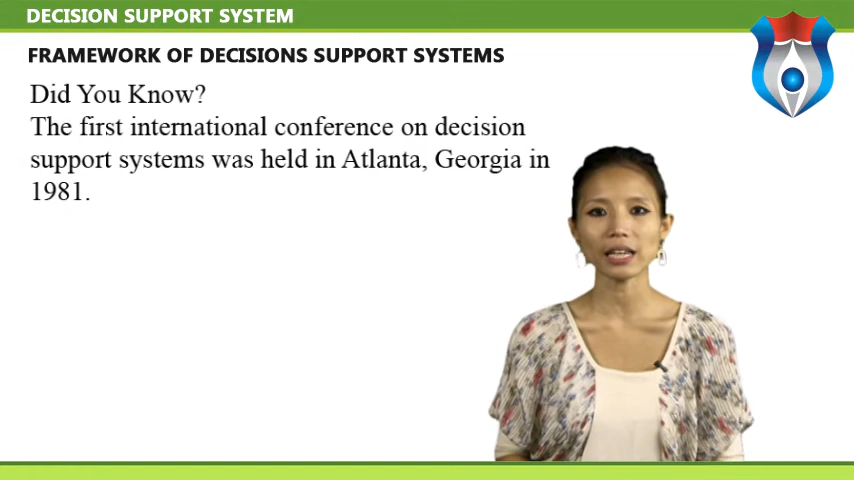 DECISION SUPPORT SYSTEM
FRAMEWORK OF DECISIONS SUPPORT SYSTEMS
Did You Know?
The first international conference on decision
support systems was held in Atlanta, Georgia in
1981.